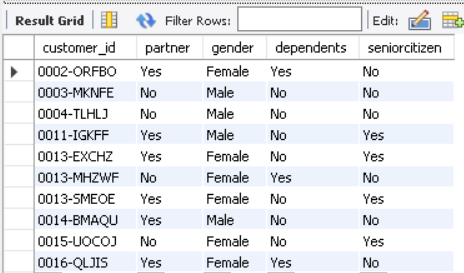 Result Grid Filter Rows: Edit:
customer_id partner gender dependents seniorcitizen
0002-ORFBO Yes Female Yes No
0003-MKNFE No Male No No
0004-TLHLJ No Male No No
0011-IGKFF Yes Male No Yes
0013-EXCHZ Yes Female No Yes
0013-MHZWF No Female Yes No
0013-SMEOE Yes Female No Yes
0014-BMAQU Yes Male No No
0015-UOCOJ No Female No Yes
0016-QLJIS Yes Female Yes No